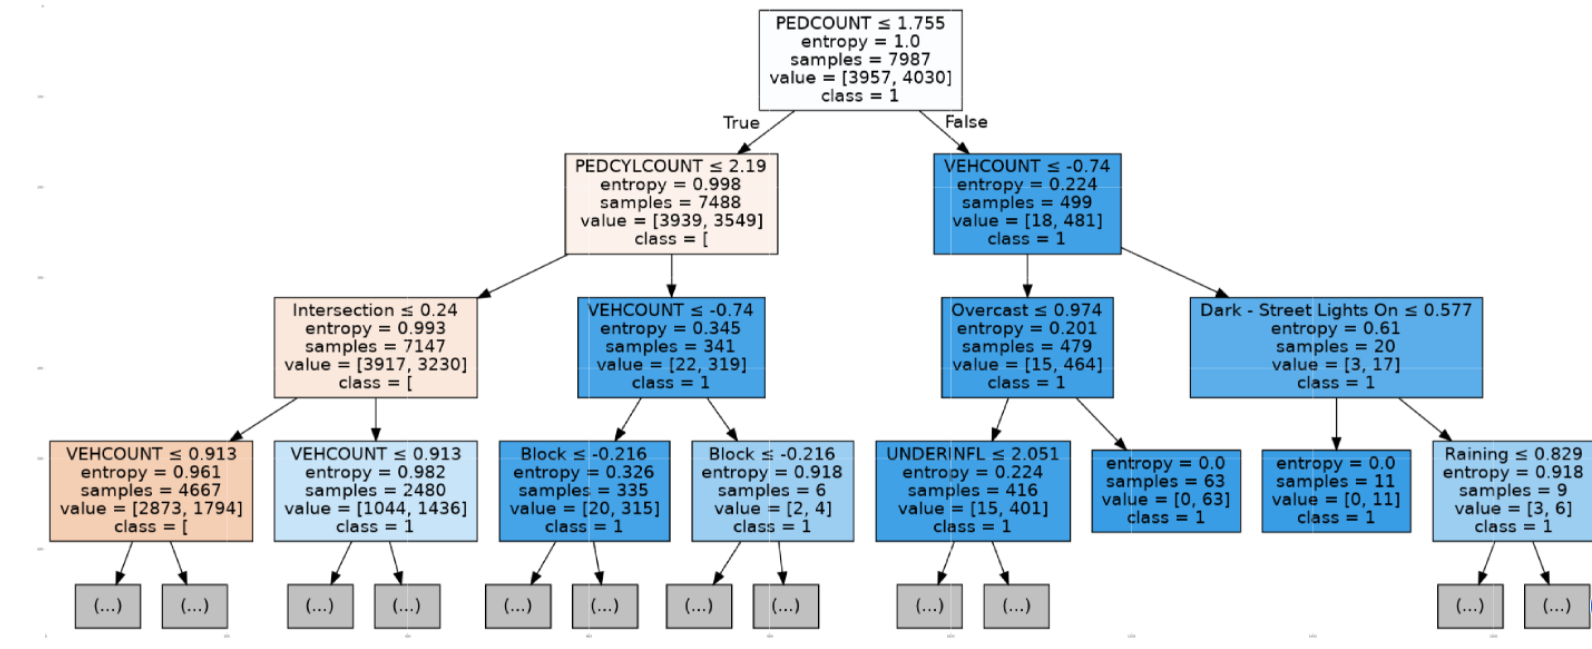 PEDCOUNT ≤ 1.755
entropy = 1.0
samples = 7987
value = [3957, 4030]
class = 1
True
False
PEDCYLCOUNT ≤ 2.19
entropy = 0.998
samples = 7488
value = [3939, 3549]
class = [
VEHCOUNT ≤ -0.74
entropy = 0.224
samples = 499
value = [18, 481]
class = 1
Intersection ≤ 0.24
entropy = 0.993
samples = 7147
value = [3917, 3230]
class = [
VEHCOUNT ≤ -0.74
entropy = 0.345
samples = 341
value = [22, 319]
class = 1
Overcast ≤ 0.974
entropy = 0.201
samples = 479
value = [15, 464]
class = 1
Dark - Street Lights On ≤ 0.577
entropy = 0.61
samples = 20
value = [3, 17]
class = 1
VEHCOUNT ≤ 0.913
entropy = 0.961
samples = 4667
value = [2873, 1794]
class = [
VEHCOUNT ≤ 0.913
entropy = 0.982
samples = 2480
value = [1044, 1436]
class = 1
Block ≤ -0.216
entropy = 0.326
samples = 335
value = [20, 315]
class = 1
Block ≤ -0.216
entropy = 0.918
samples = 6
value = [2, 4]
class = 1
UNDERINFL ≤ 2.051
entropy = 0.224
samples = 416
value = [15, 401]
class = 1
entropy = 0.0
samples = 63
value = [0, 63]
class = 1
entropy = 0.0
samples = 11
value = [0, 11]
class = 1
Raining ≤ 0.829
entropy = 0.918
samples = 9
value = [3, 6]
class = 1
(...)
(...)
(...)
(...)
(...)
(...)
(...)
(...)
(...)
(...)
(...)
(...)